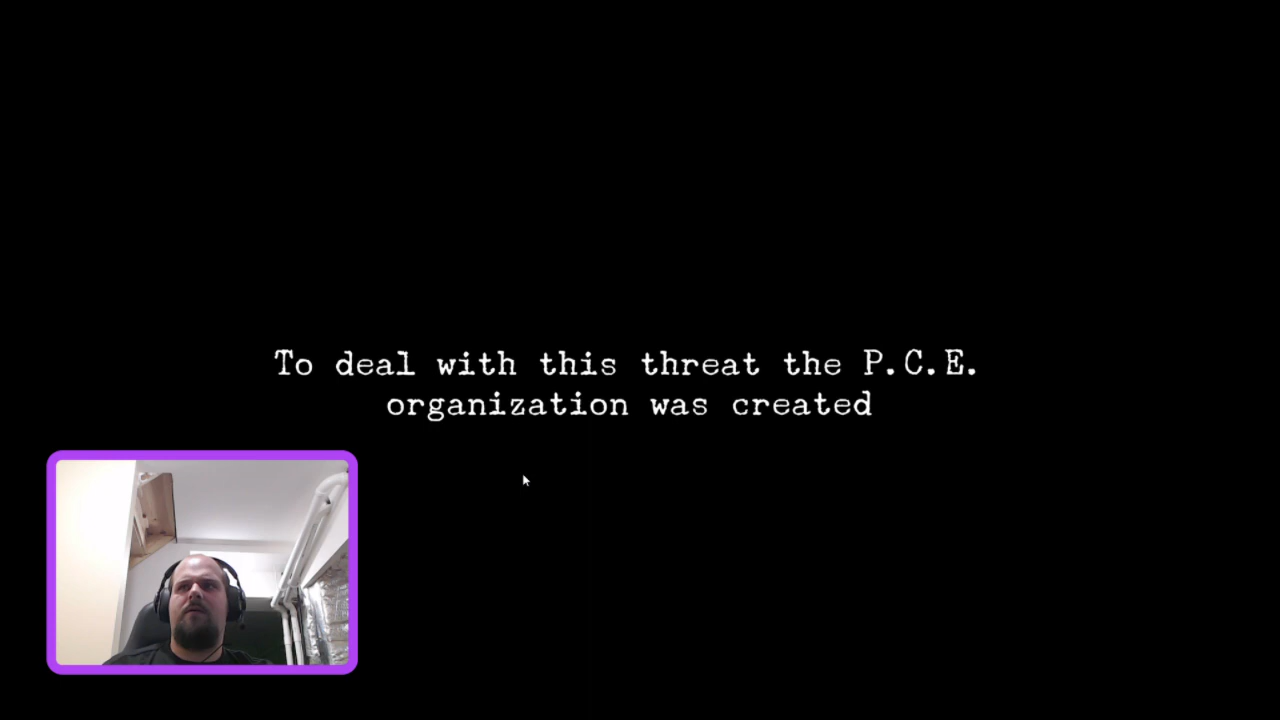 To deal with this threat the P.C.E.
organization was created